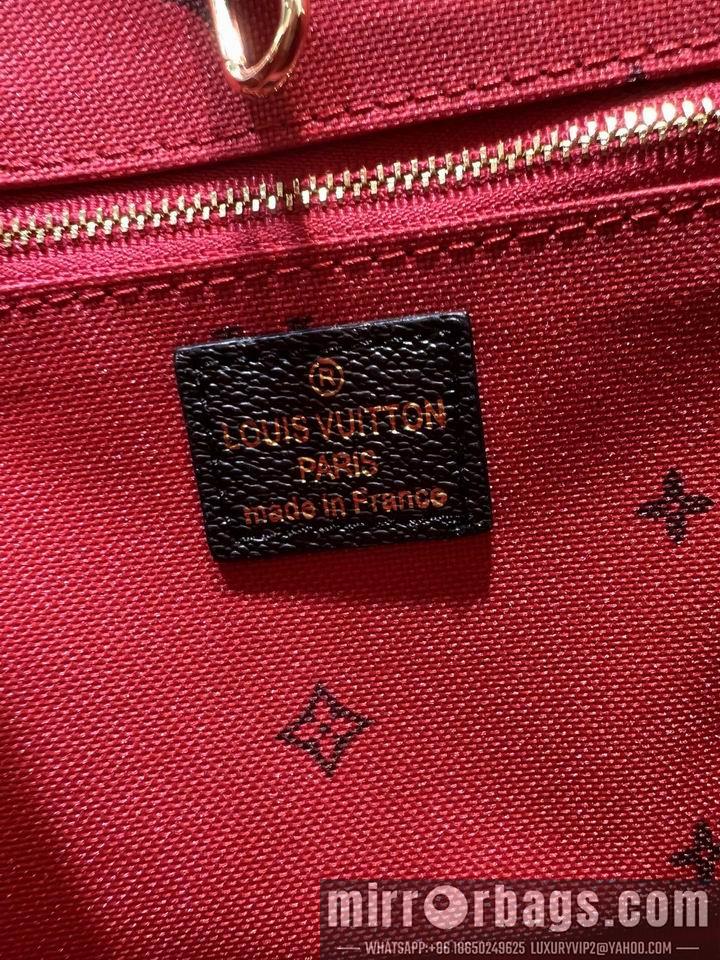 ®
LOUIS VUITTON
PARIS
made in France
mirrorbags.com
WHATSAPP:+86 18650249625 LUXURYVIP2@YAHOO.COM